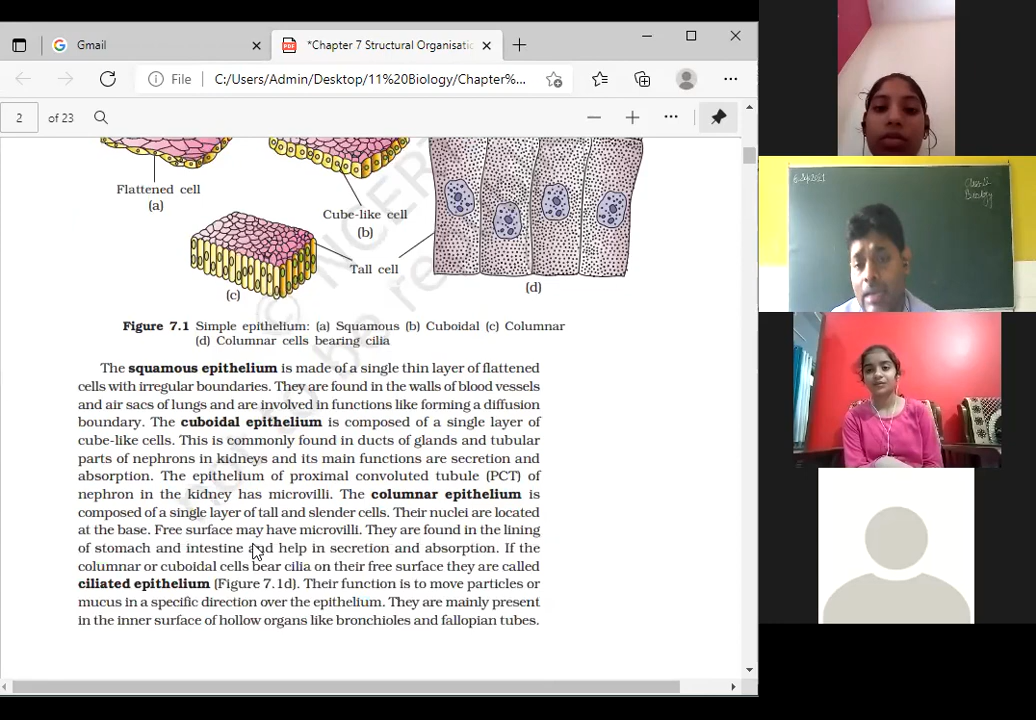 Gmail
*Chapter 7 Structural Organisatio
File C:/Users/Admin/Desktop/11%20Biology/Chapter%...
2 of 23
Flattened cell
(a)
Cube-like cell
(b)
Tall cell
(c)
(d)
Figure 7.1 Simple epithelium: (a) Squamous (b) Cuboidal (c) Columnar
(d) Columnar cells bearing cilia
The squamous epithelium is made of a single thin layer of flattened
cells with irregular boundaries. They are found in the walls of blood vessels
and air sacs of lungs and are involved in functions like forming a diffusion
boundary. The cuboidal epithelium is composed of a single layer of
cube-like cells. This is commonly found in ducts of glands and tubular
parts of nephrons in kidneys and its main functions are secretion and
absorption. The epithelium of proximal convoluted tubule (PCT) of
nephron in the kidney has microvilli. The columnar epithelium is
composed of a single layer of tall and slender cells. Their nuclei are located
at the base. Free surface may have microvilli. They are found in the lining
of stomach and intestine and help in secretion and absorption. If the
columnar or cuboidal cells bear cilia on their free surface they are called
ciliated epithelium (Figure 7.1d). Their function is to move particles or
mucus in a specific direction over the epithelium. They are mainly present
in the inner surface of hollow organs like bronchioles and fallopian tubes.
© NCERT
not to be re
Biology